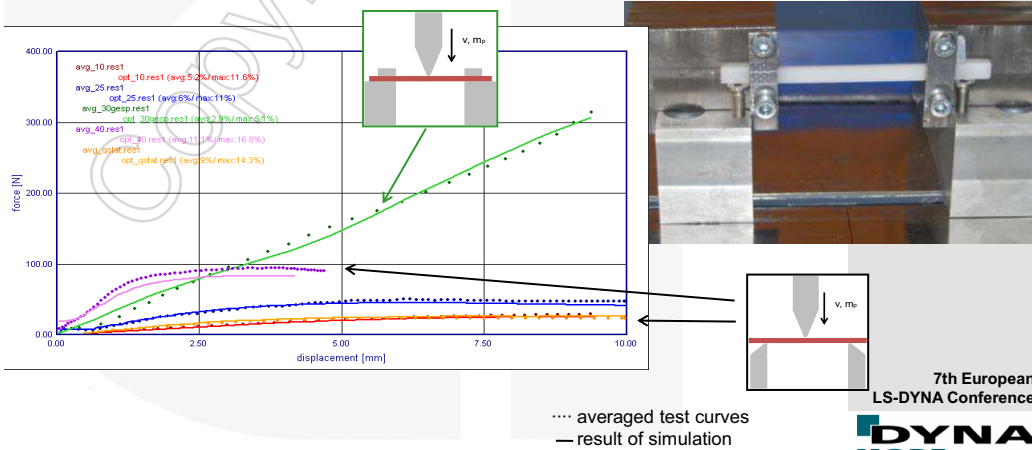 400.00
300.00
200.00
100.00
0.00
force [N]
avg_10.res1
opt_10.res1 (avg:5.2%/ max:11.6%)
avg_25.res1
opt_25.res1 (avg:6%/ max:11%)
avg_30gesp.res1
opt_30gesp.res1 (avg:2.9%/ max:5.1%)
avg_40.res1
opt_40.res1 (avg:11.1%/ max:16.6%)
avg_qstat.res1
opt_qstat.res1 (avg:9%/ max:14.3%)
0.00
2.50
5.00
7.50
10.00
displacement [mm]
v, mₚ
v, mₚ
···· averaged test curves
— result of simulation
7th European
LS-DYNA Conference
DYNA
Copy